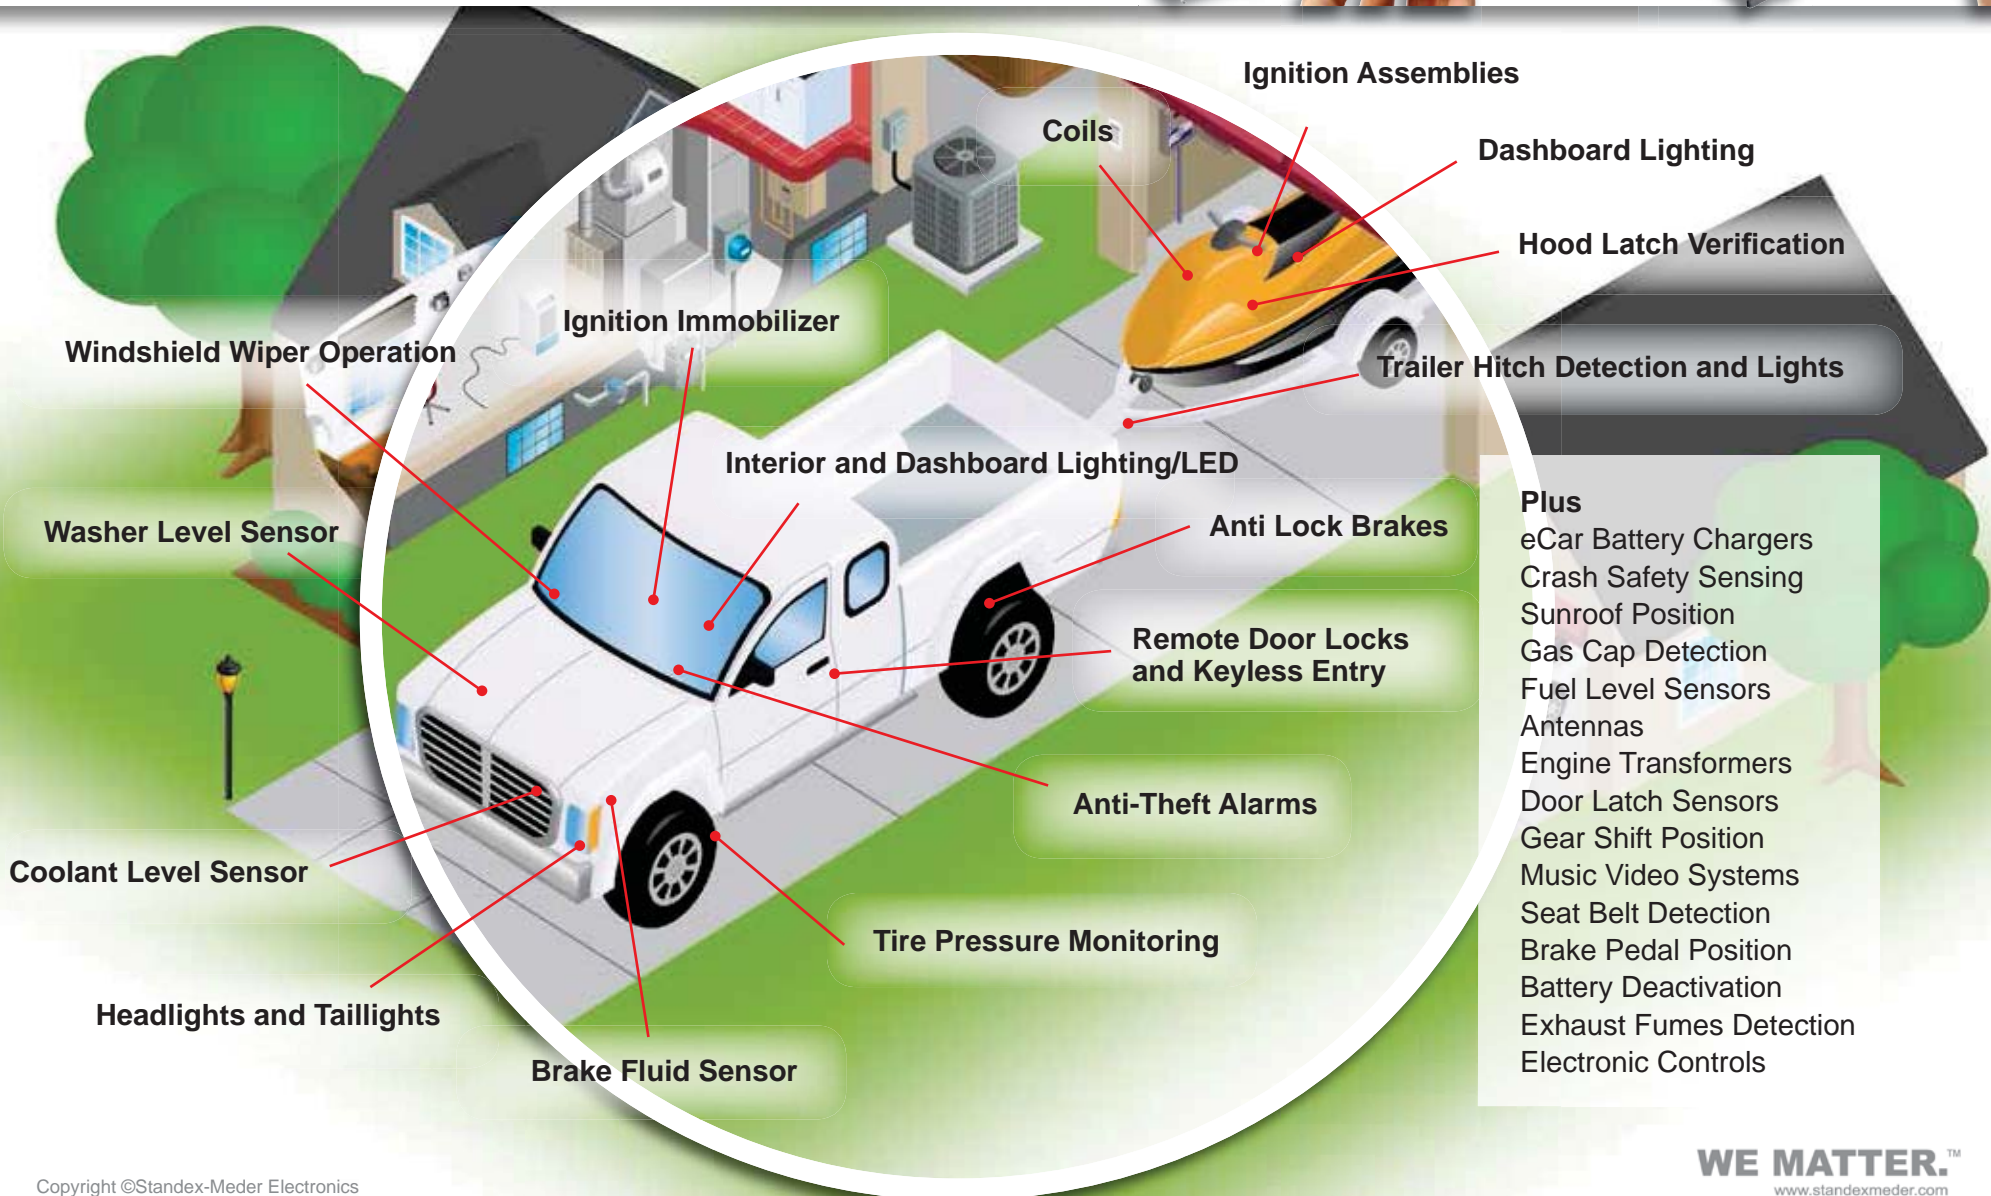 Ignition Assemblies
Coils
Dashboard Lighting
Hood Latch Verification
Ignition Immobilizer
Windshield Wiper Operation
Trailer Hitch Detection and Lights
Interior and Dashboard Lighting/LED
Washer Level Sensor
Anti Lock Brakes
Remote Door Locks
and Keyless Entry
Anti-Theft Alarms
Coolant Level Sensor
Tire Pressure Monitoring
Headlights and Taillights
Brake Fluid Sensor
Plus
eCar Battery Chargers
Crash Safety Sensing
Sunroof Position
Gas Cap Detection
Fuel Level Sensors
Antennas
Engine Transformers
Door Latch Sensors
Gear Shift Position
Music Video Systems
Seat Belt Detection
Brake Pedal Position
Battery Deactivation
Exhaust Fumes Detection
Electronic Controls
WE MATTER.™
www.standexmeder.com
Copyright ©Standex-Meder Electronics